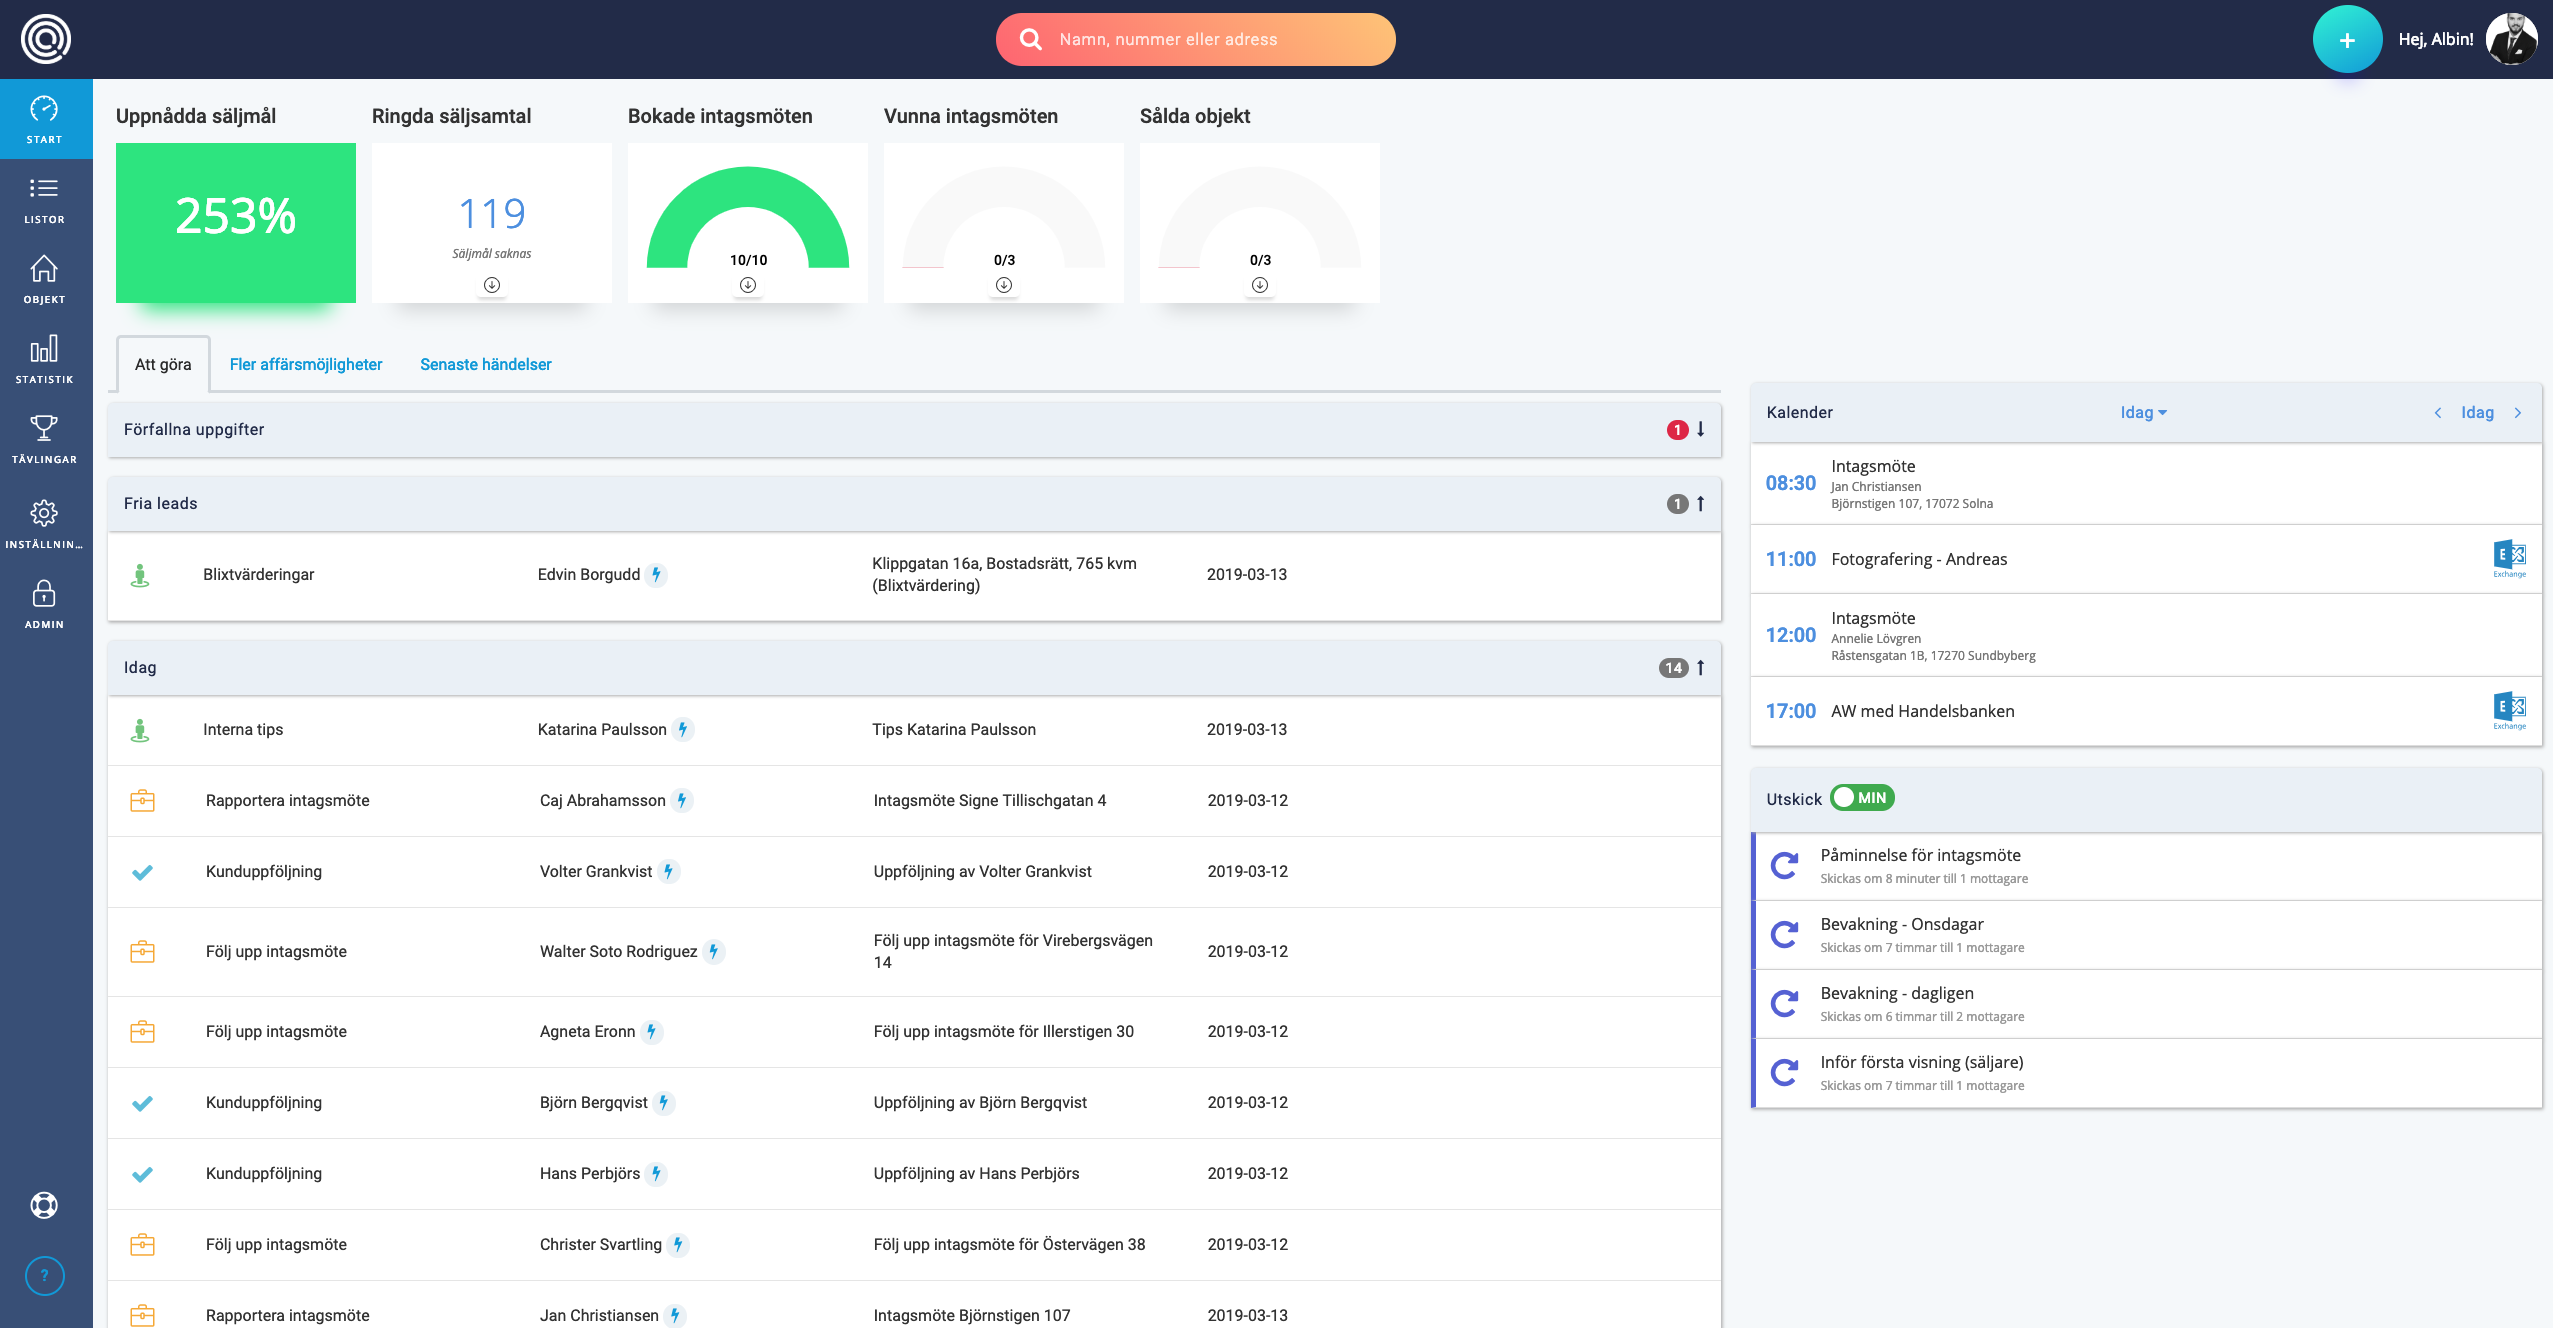 Namn, nummer eller adress
+
Hej, Albin!
START
LISTOR
OBJEKT
STATISTIK
TÄVLINGAR
INSTÄLLNIN...
ADMIN
?
Uppnådda säljmål
253%
Ringda säljsamtal
119
Säljmål saknas
Bokade intagsmöten
10/10
Vunna intagsmöten
0/3
Sålda objekt
0/3
Att göra
Fler affärsmöjligheter
Senaste händelser
Förfallna uppgifter 1
Fria leads 1
Blixtvärderingar Edvin Borgudd Klippgatan 16a, Bostadsrätt, 765 kvm 2019-03-13
(Blixtvärdering)
Idag 14
Interna tips Katarina Paulsson Tips Katarina Paulsson 2019-03-13
Rapportera intagsmöte Caj Abrahamsson Intagsmöte Signe Tillischgatan 4 2019-03-12
Kunduppföljning Volter Grankvist Uppföljning av Volter Grankvist 2019-03-12
Följ upp intagsmöte Walter Soto Rodriguez Följ upp intagsmöte för Virebergsvägen 2019-03-12
14
Följ upp intagsmöte Agneta Eronn Följ upp intagsmöte för Illerstigen 30 2019-03-12
Kunduppföljning Björn Bergqvist Uppföljning av Björn Bergqvist 2019-03-12
Kunduppföljning Hans Perbjörs Uppföljning av Hans Perbjörs 2019-03-12
Följ upp intagsmöte Christer Svartling Följ upp intagsmöte för Östervägen 38 2019-03-12
Rapportera intagsmöte Jan Christiansen Intagsmöte Björnstigen 107 2019-03-13
Kalender Idag Idag
08:30 Intagsmöte
Jan Christiansen
Björnstigen 107, 17072 Solna
11:00 Fotografering - Andreas
E Exchange
12:00 Intagsmöte
Annelie Lövgren
Råstensgatan 1B, 17270 Sundbyberg
17:00 AW med Handelsbanken
E Exchange
Utskick MIN
Påminnelse för intagsmöte
Skickas om 8 minuter till 1 mottagare
Bevakning - Onsdagar
Skickas om 7 timmar till 1 mottagare
Bevakning - dagligen
Skickas om 6 timmar till 2 mottagare
Inför första visning (säljare)
Skickas om 7 timmar till 1 mottagare